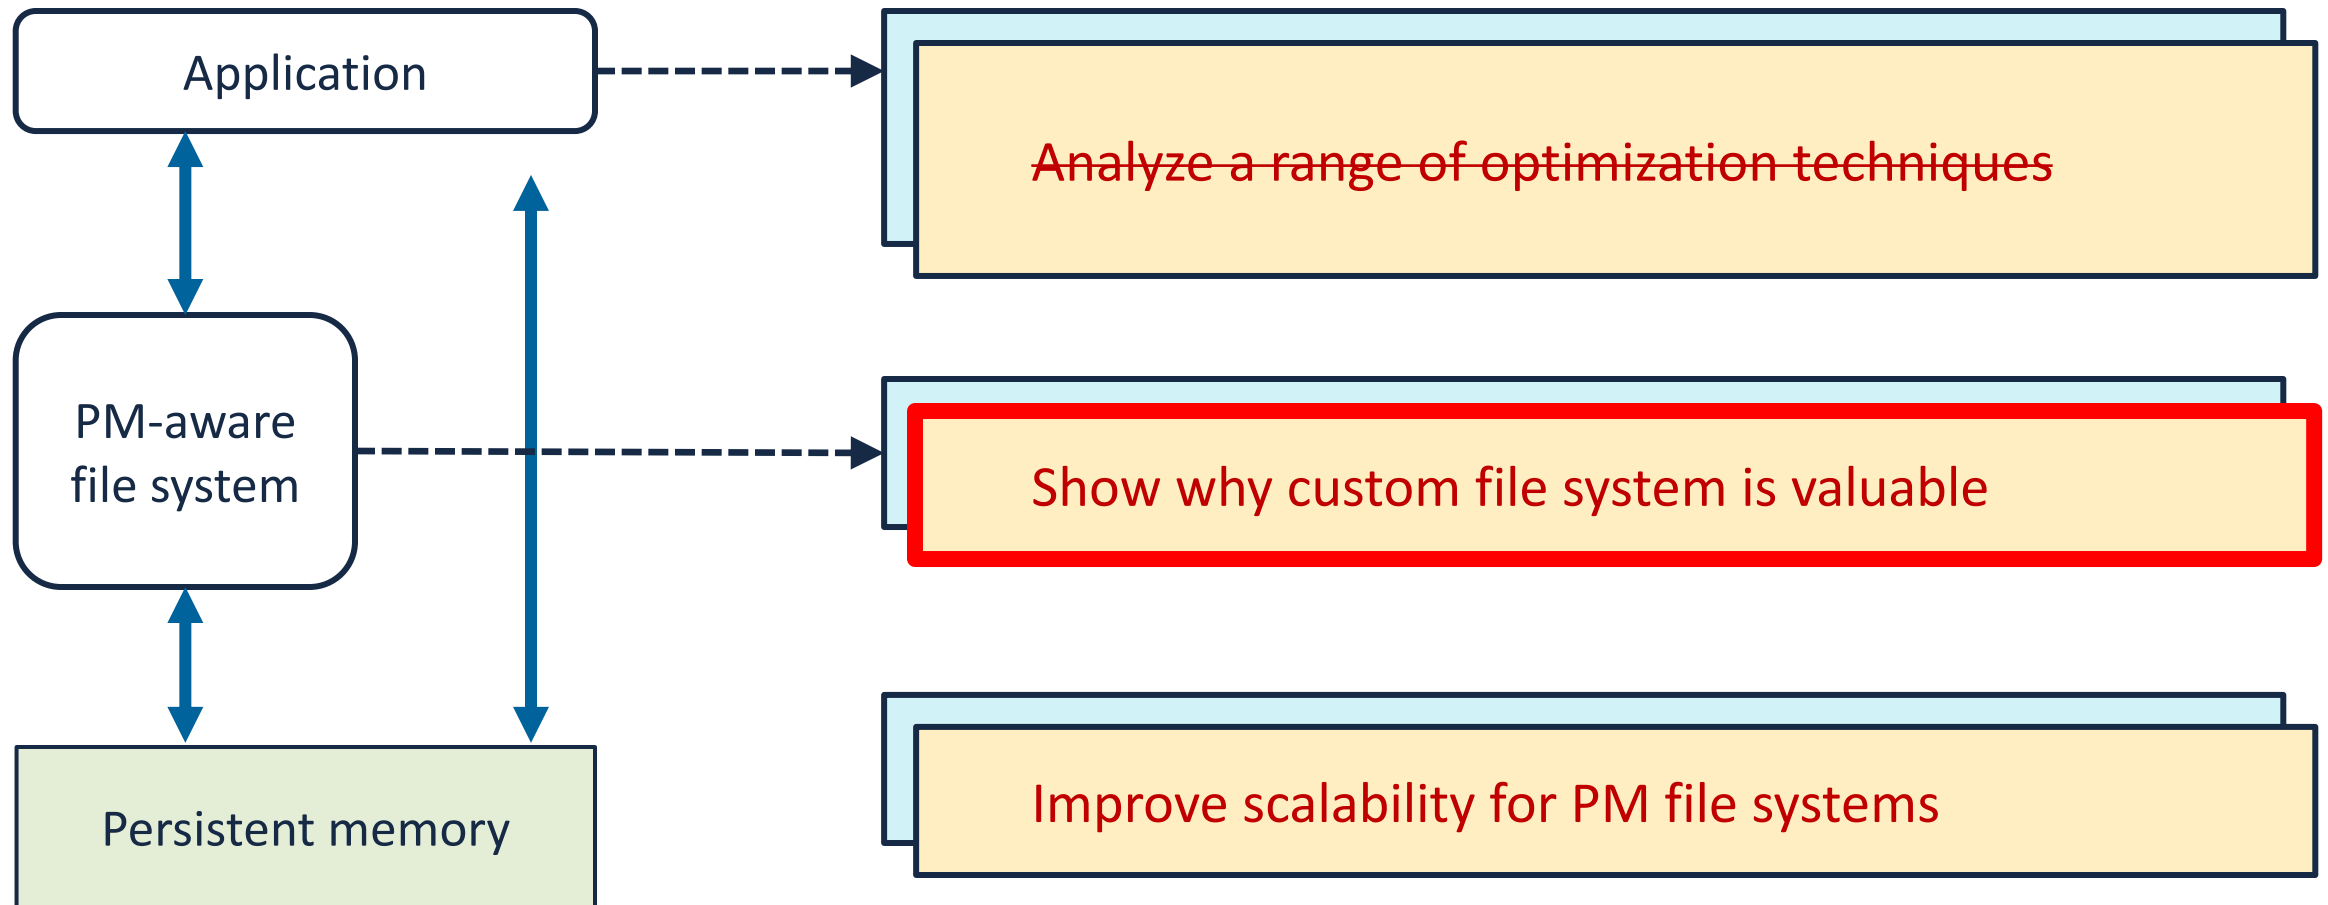 Application
Analyze a range of optimization techniques
PM-aware
file system
Show why custom file system is valuable
Improve scalability for PM file systems
Persistent memory